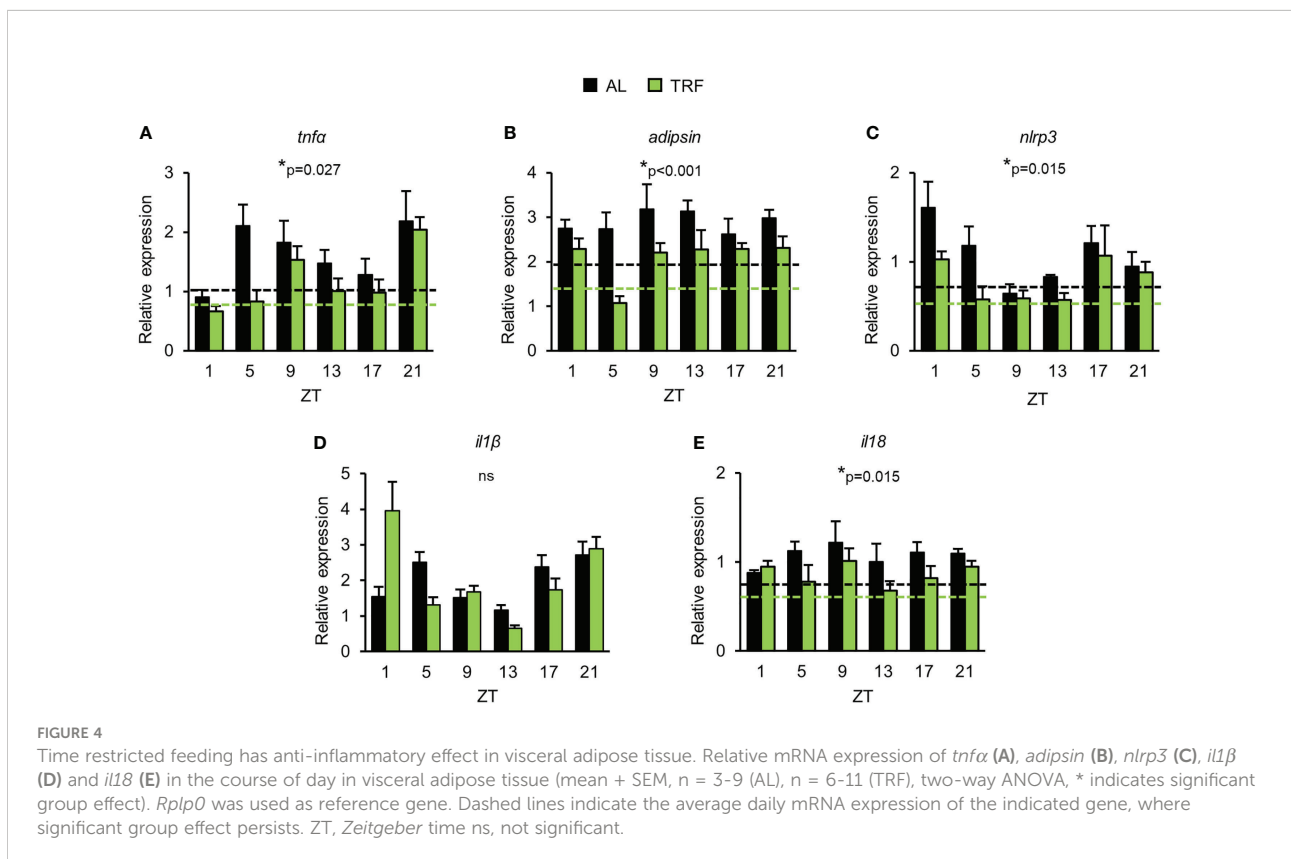 AL TRF
A
tnfα
*p=0.027
Relative expression
3
2
1
0
1 5 9 13 17 21
ZT
B
adipsin
*p<0.001
Relative expression
4
3
2
1
0
1 5 9 13 17 21
ZT
C
nlrp3
*p=0.015
Relative expression
2
1
0
1 5 9 13 17 21
ZT
D
il1β
ns
Relative expression
5
4
3
2
1
0
1 5 9 13 17 21
ZT
E
il18
*p=0.015
Relative expression
2
1
0
1 5 9 13 17 21
ZT
FIGURE 4
Time restricted feeding has anti-inflammatory effect in visceral adipose tissue. Relative mRNA expression of tnfα (A), adipsin (B), nlrp3 (C), il1β
(D) and il18 (E) in the course of day in visceral adipose tissue (mean + SEM, n = 3-9 (AL), n = 6-11 (TRF), two-way ANOVA, * indicates significant
group effect). Rplp0 was used as reference gene. Dashed lines indicate the average daily mRNA expression of the indicated gene, where
significant group effect persists. ZT, Zeitgeber time ns, not significant.